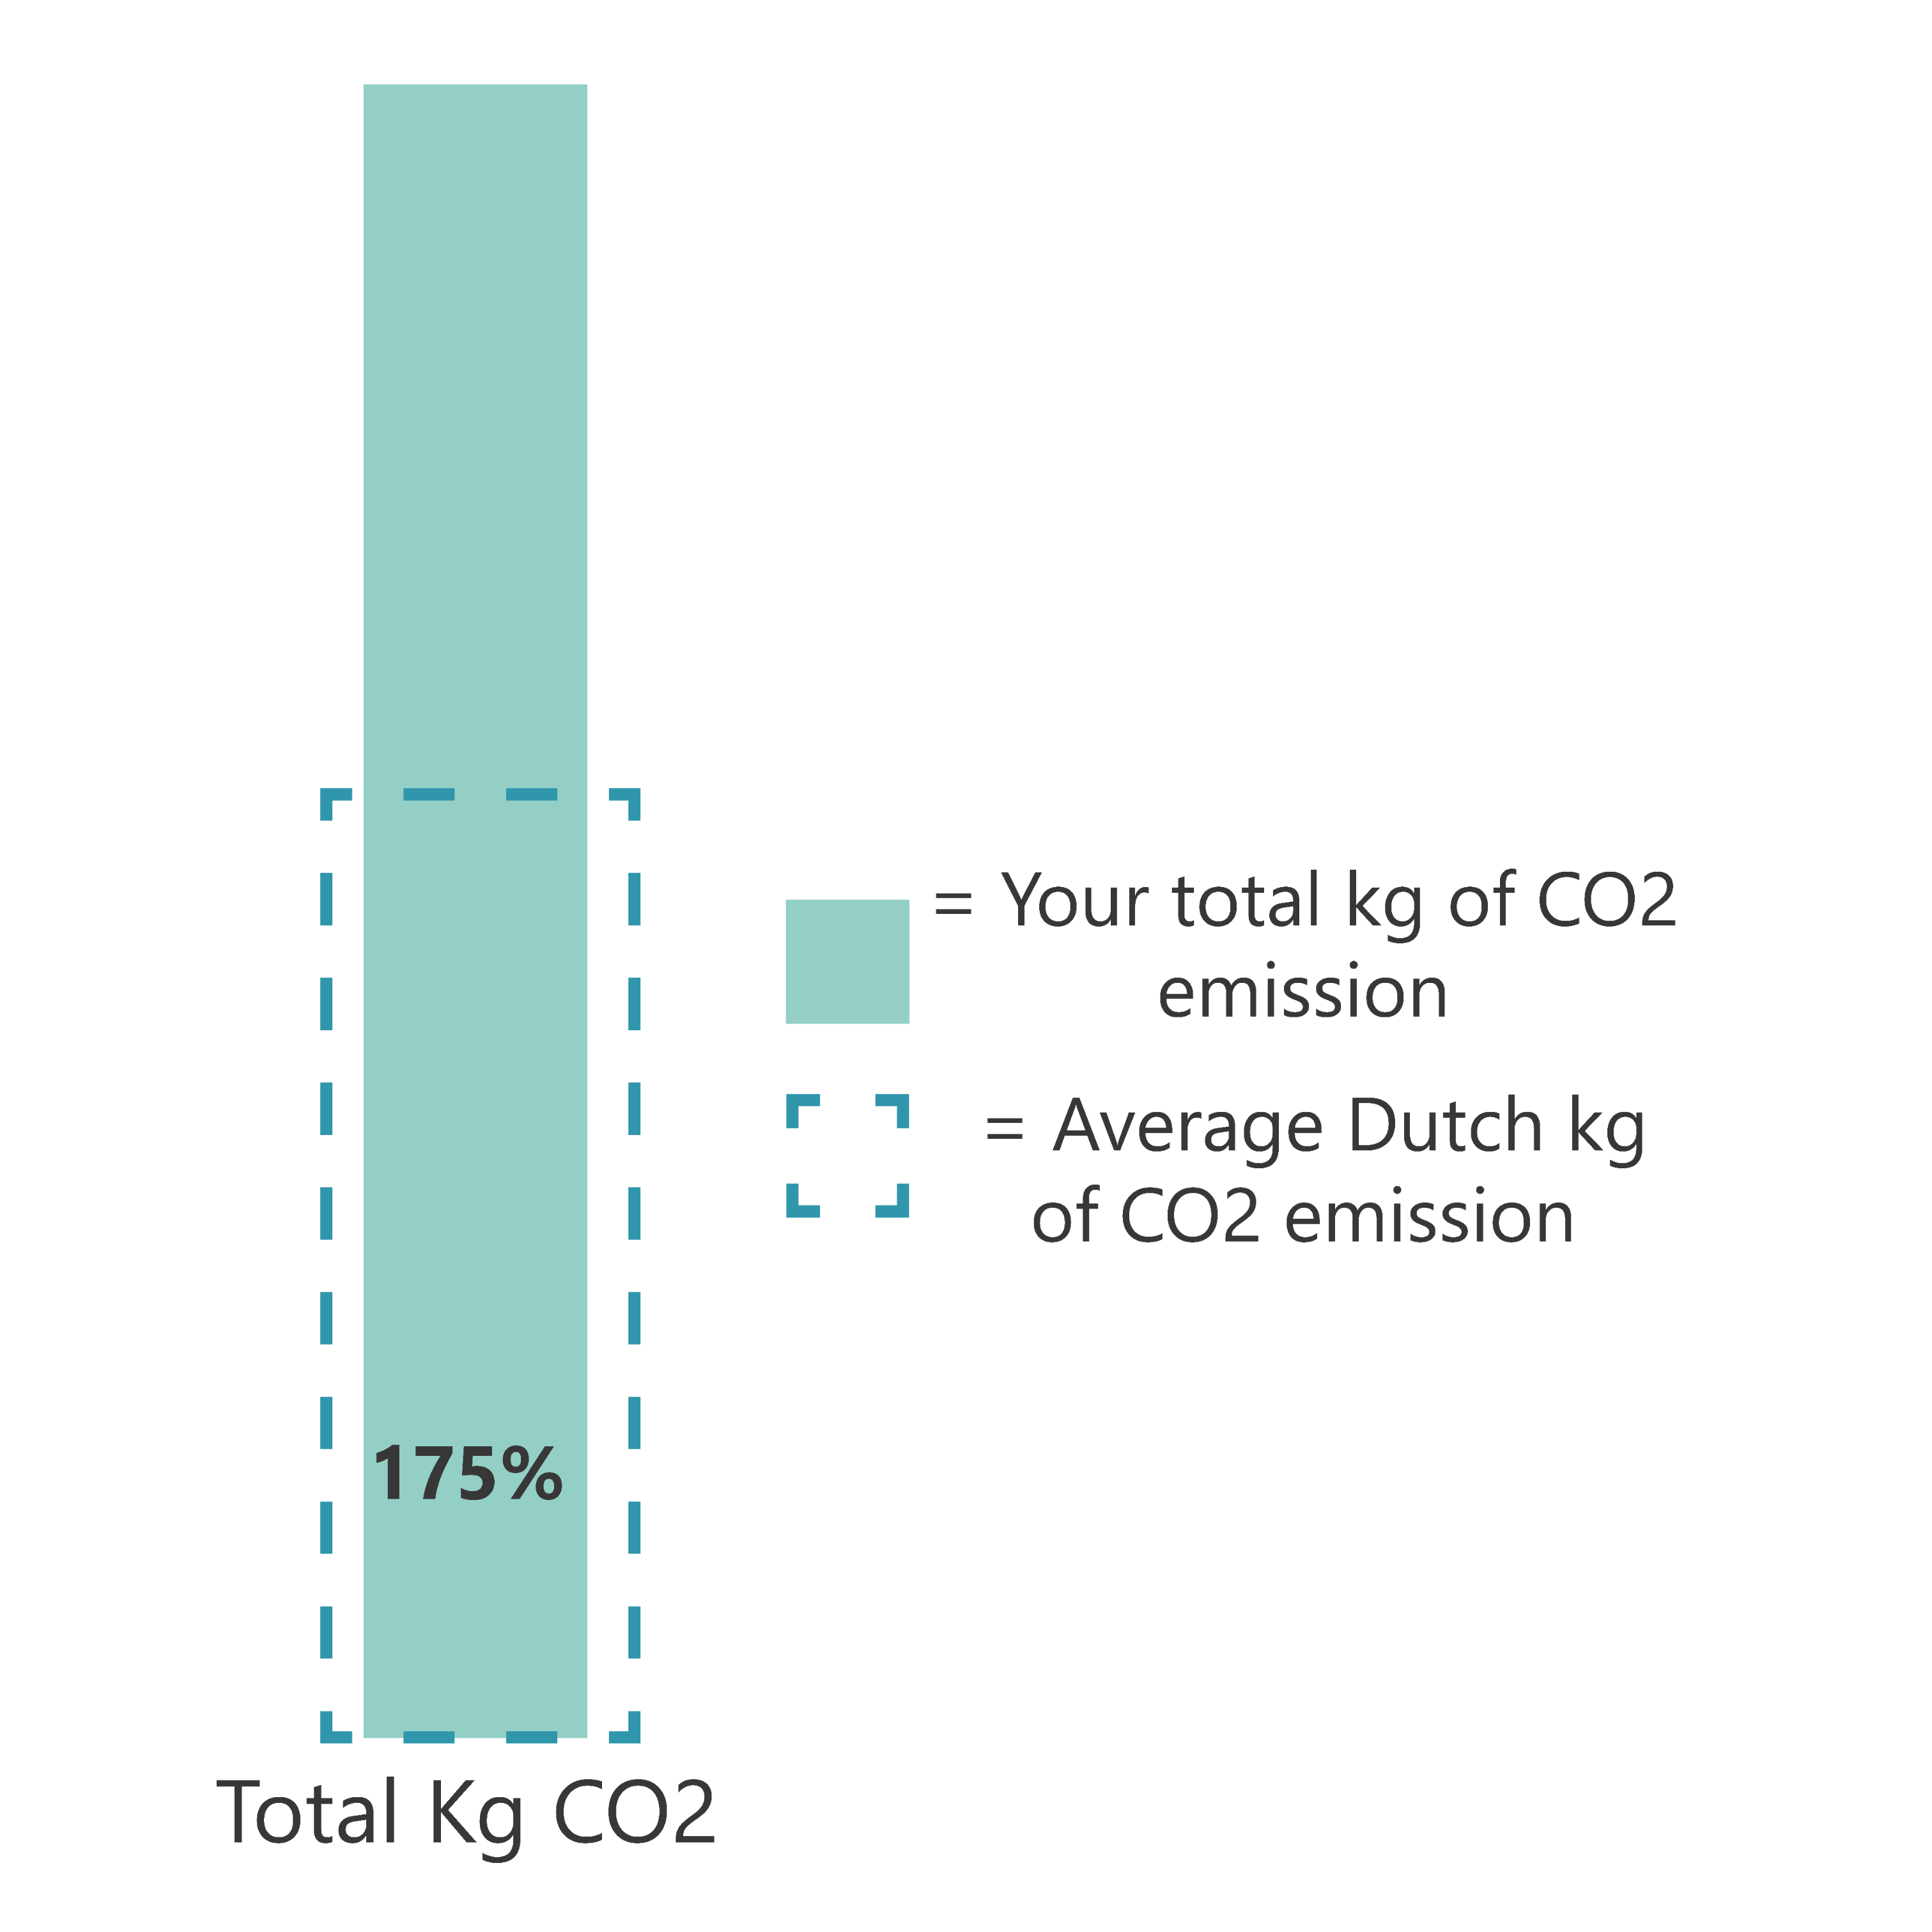 = Your total kg of CO2
emission
= Average Dutch kg
of CO2 emission
175%
Total Kg CO2